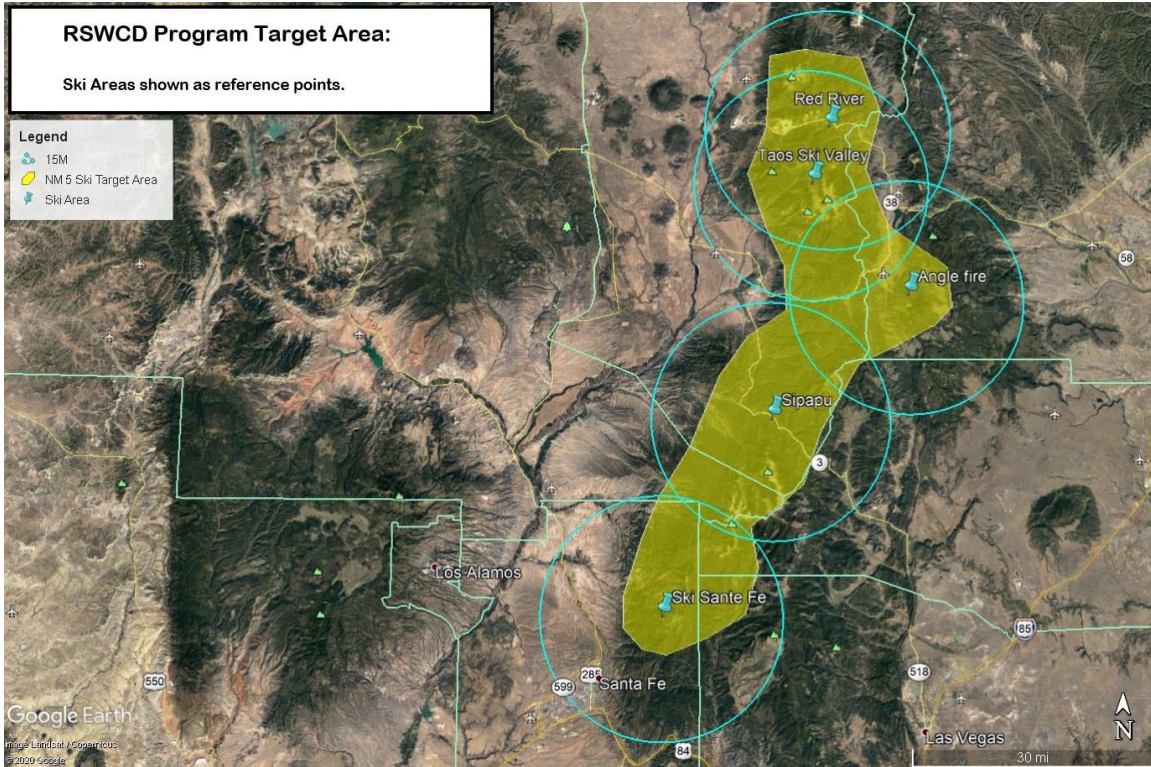 RSWCD Program Target Area:
Ski Areas shown as reference points.
Legend
15M
NM 5 Ski Target Area
Ski Area
Red River
Taos Ski Valley
38
58
Angle fire
Sipapu
3
Los Alamos
Ski Sante Fe
85
550
285
599
Santa Fe
518
Google Earth
Image Landsat / Copernicus
© 2020 Google
84
Las Vegas
N
30 mi